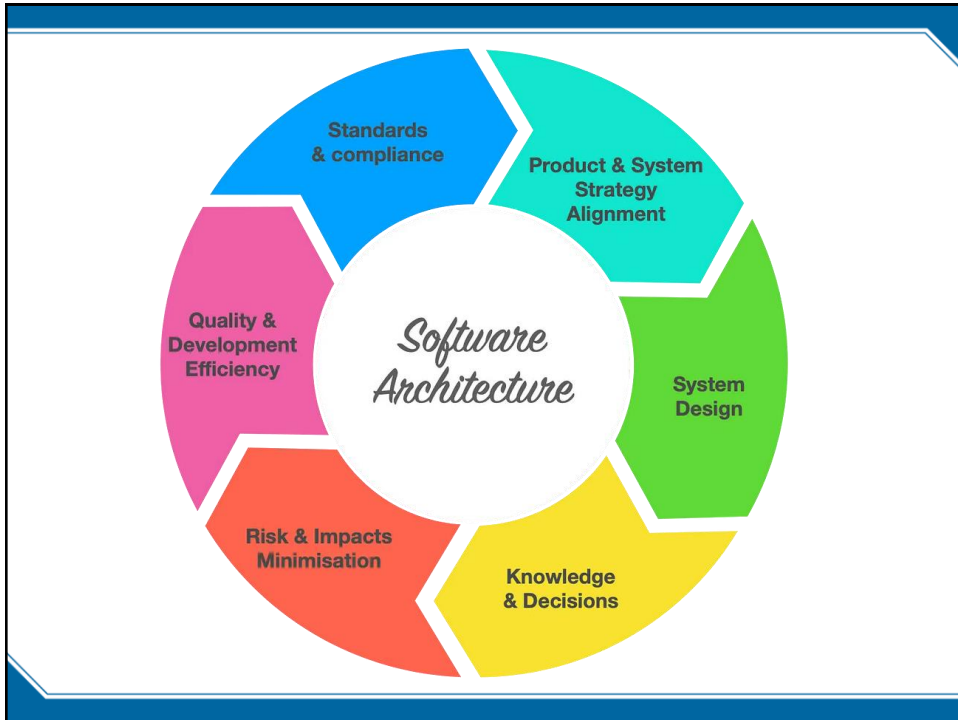 Standards
& compliance
Product & System
Strategy
Alignment
System
Design
Knowledge
& Decisions
Risk & Impacts
Minimisation
Quality &
Development
Efficiency
Software
Architecture